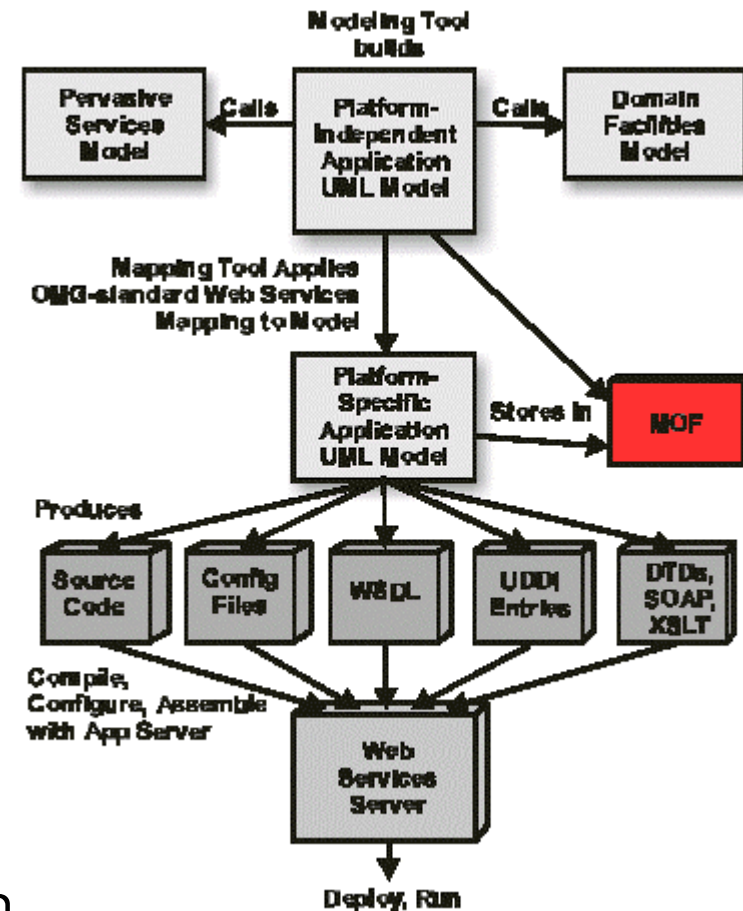 Modeling Tool
builds
Pervasive
Services
Model
Calls
Platform-
Independent
Application
UML Model
Calls
Domain
Facilities
Model
Mapping Tool Applies
OMG-standard Web Services
Mapping to Model
Platform-
Specific
Application
UML Model
Stores in
MOF
Produces
Source
Code
Config
Files
WSDL
UDDI
Entries
DTDs,
SOAP,
XSLT
Compile,
Configure, Assemble
with App Server
Web
Services
Server
Deploy, Run